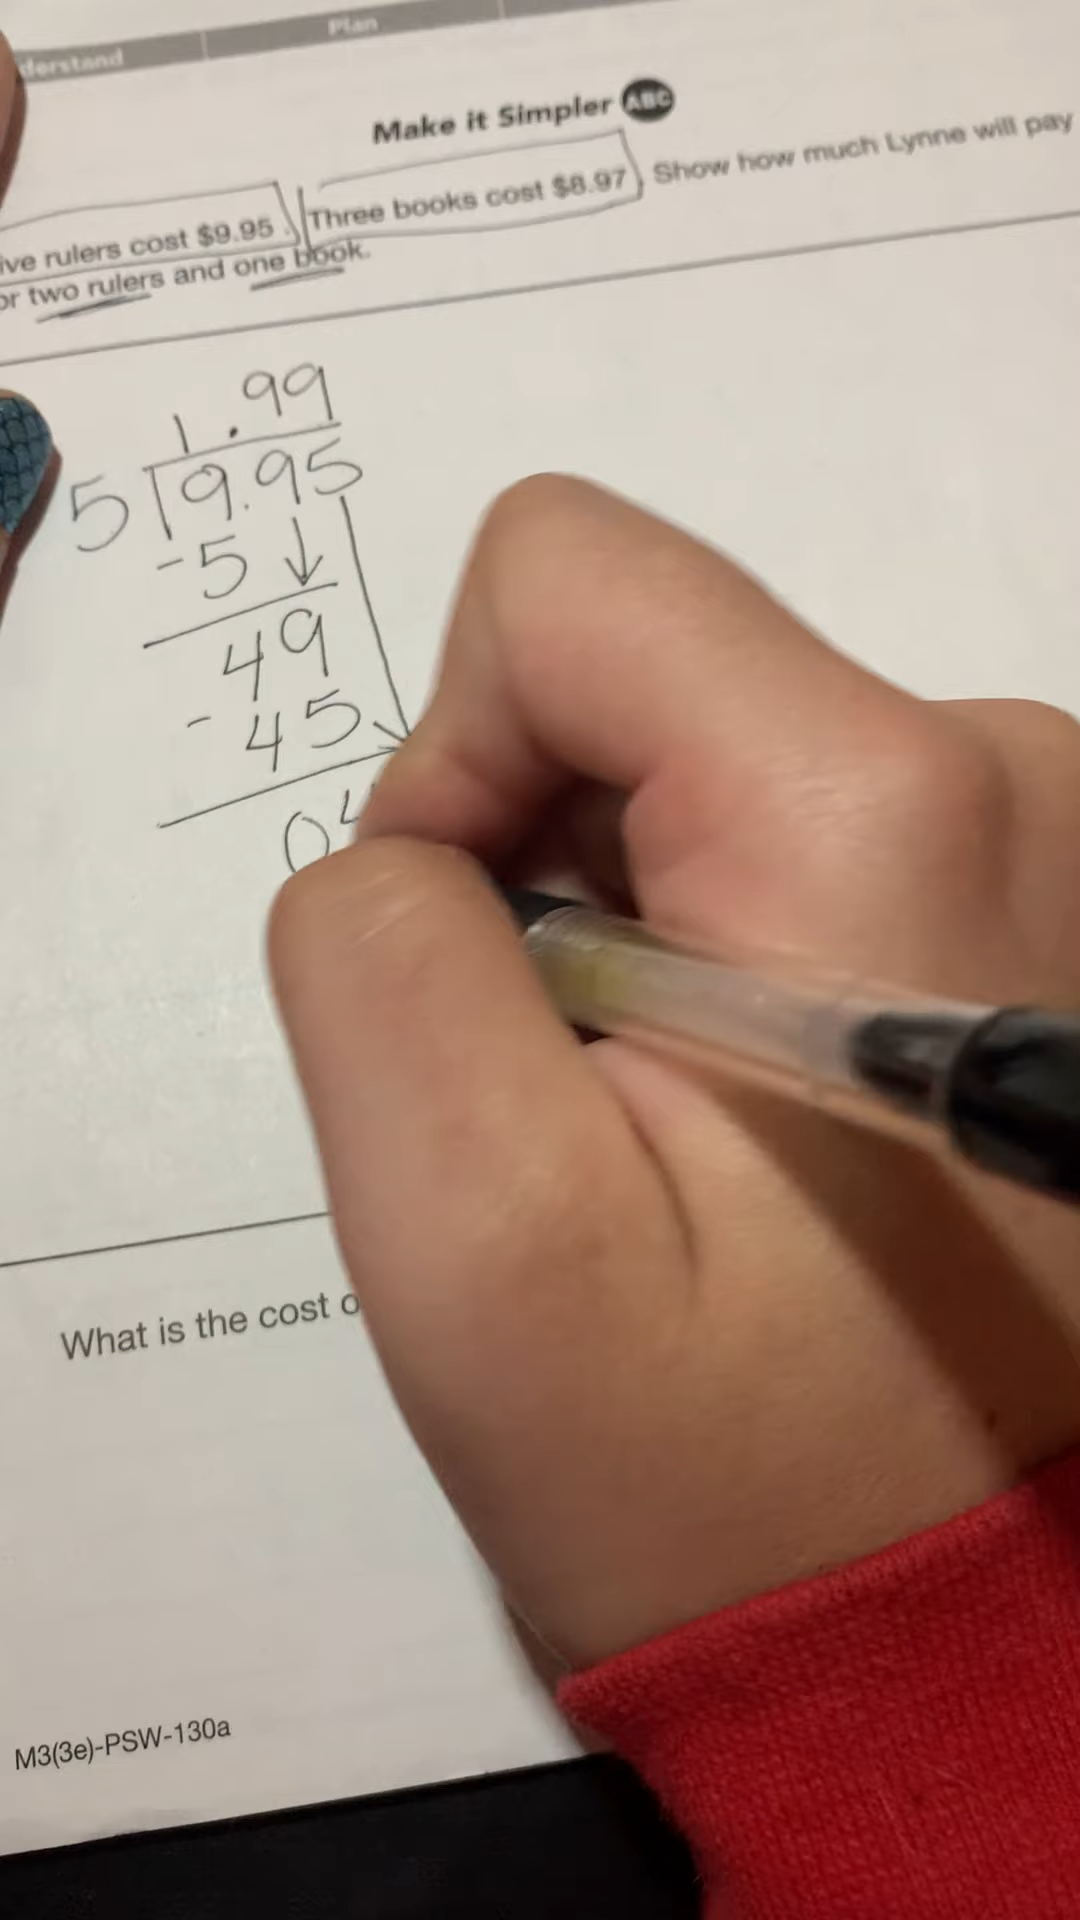 derstand Plan
Make it Simpler ABC
ive rulers cost $9.95. Three books cost $8.97. Show how much Lynne will pay
or two rulers and one book.
1.99
5 9.95
-5
49
- 45
04
What is the cost o
M3(3e)-PSW-130a